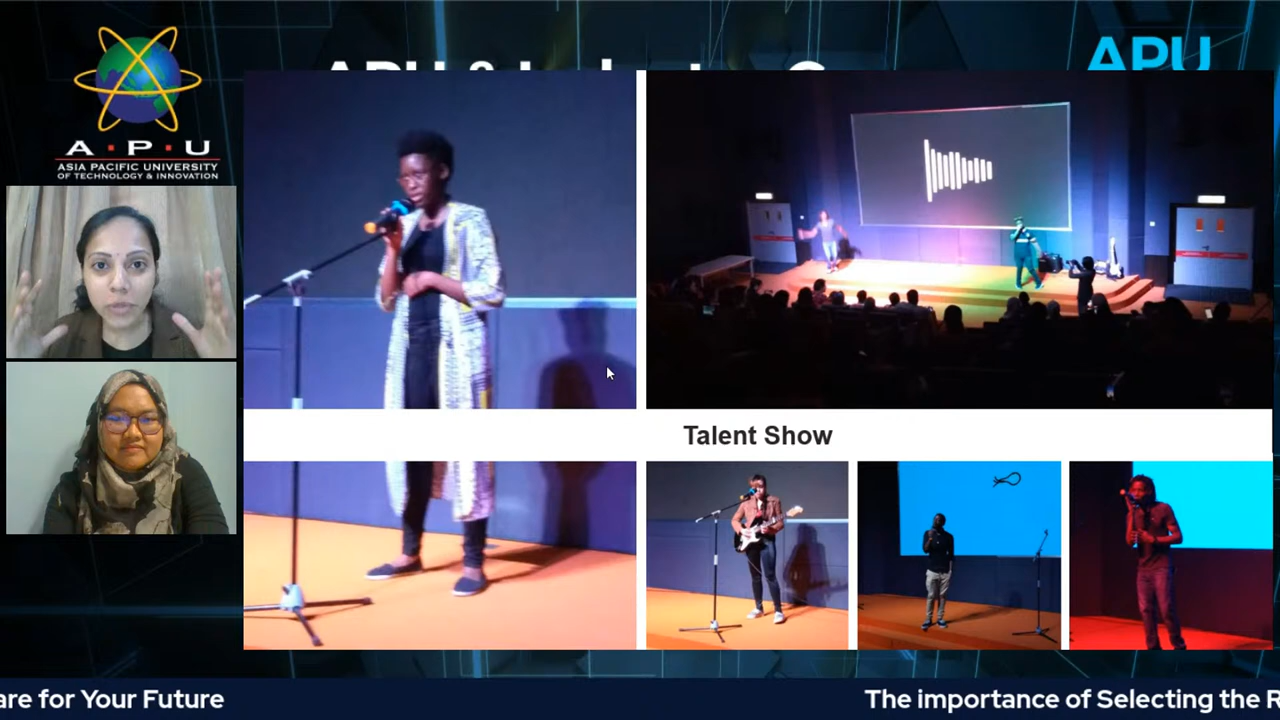 A·P·U
ASIA PACIFIC UNIVERSITY
OF TECHNOLOGY & INNOVATION
APU
Talent Show
are for Your Future
The importance of Selecting the R